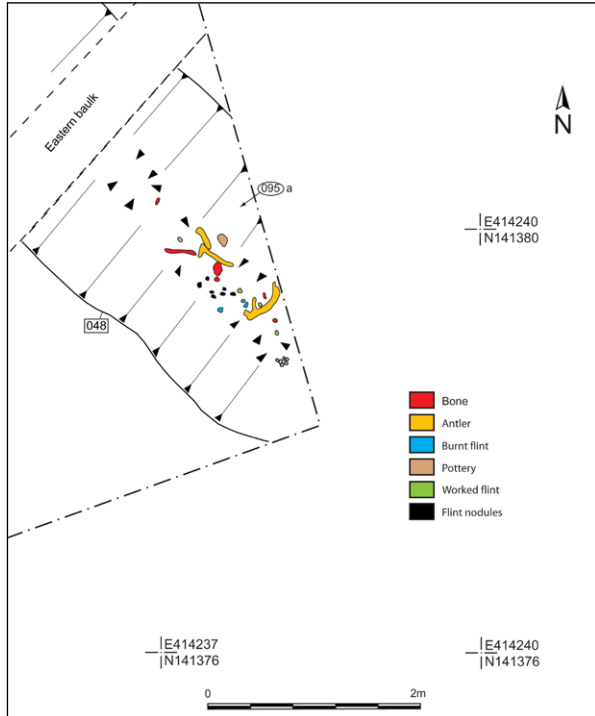 Eastern baulk
N
095 a
E414240
N141380
048
Bone
Antler
Burnt flint
Pottery
Worked flint
Flint nodules
E414237
N141376
E414240
N141376
0
2m